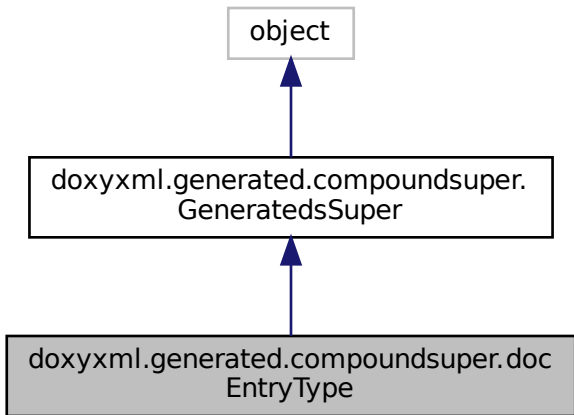 object
doxyxml.generated.compoundsuper.
GeneratedsSuper
doxyxml.generated.compoundsuper.doc
EntryType